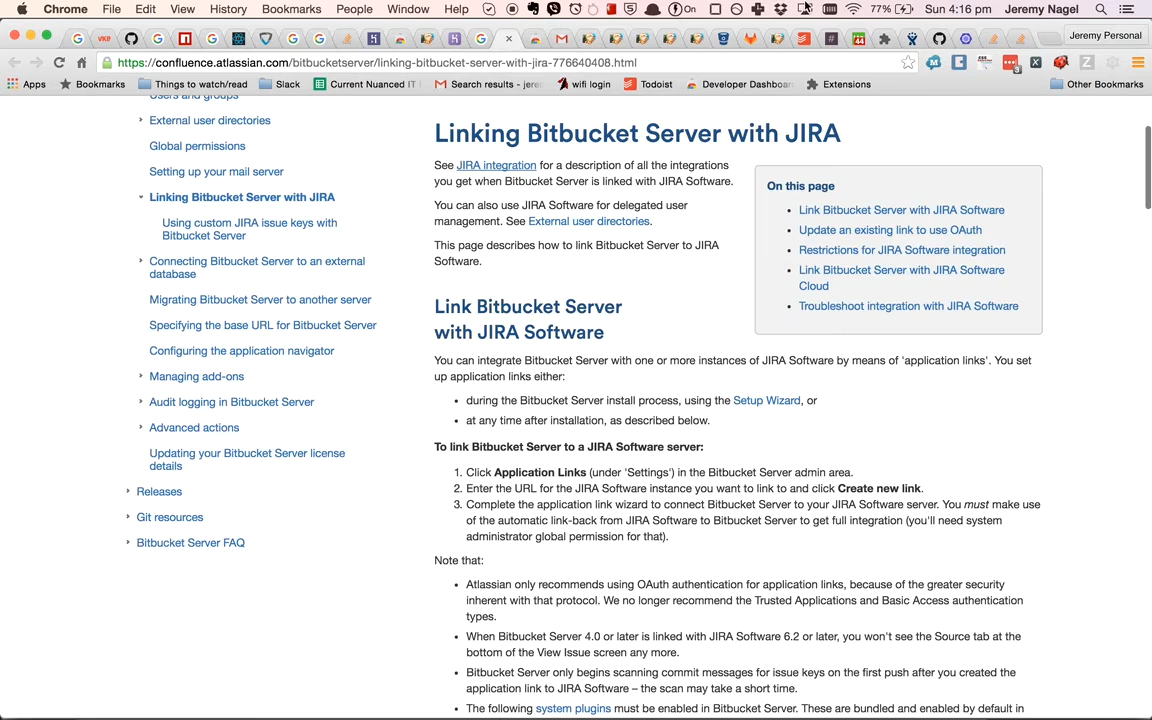 Chrome File Edit View History Bookmarks People Window Help On 77% Sun 4:16 pm Jeremy Nagel
Jeremy Personal
https://confluence.atlassian.com/bitbucketserver/linking-bitbucket-server-with-jira-776640408.html
Apps Bookmarks Things to watch/read Slack Current Nuanced IT Search results - jere wifi login Todoist Developer Dashboar Extensions Other Bookmarks
Users and groups
External user directories
Global permissions
Setting up your mail server
Linking Bitbucket Server with JIRA
Using custom JIRA issue keys with
Bitbucket Server
Connecting Bitbucket Server to an external
database
Migrating Bitbucket Server to another server
Specifying the base URL for Bitbucket Server
Configuring the application navigator
Managing add-ons
Audit logging in Bitbucket Server
Advanced actions
Updating your Bitbucket Server license
details
Releases
Git resources
Bitbucket Server FAQ
Linking Bitbucket Server with JIRA
See JIRA integration for a description of all the integrations
you get when Bitbucket Server is linked with JIRA Software.
You can also use JIRA Software for delegated user
management. See External user directories.
This page describes how to link Bitbucket Server to JIRA
Software.
On this page
• Link Bitbucket Server with JIRA Software
• Update an existing link to use OAuth
• Restrictions for JIRA Software integration
• Link Bitbucket Server with JIRA Software
Cloud
• Troubleshoot integration with JIRA Software
Link Bitbucket Server
with JIRA Software
You can integrate Bitbucket Server with one or more instances of JIRA Software by means of 'application links'. You set
up application links either:
• during the Bitbucket Server install process, using the Setup Wizard, or
• at any time after installation, as described below.
To link Bitbucket Server to a JIRA Software server:
1. Click Application Links (under 'Settings') in the Bitbucket Server admin area.
2. Enter the URL for the JIRA Software instance you want to link to and click Create new link.
3. Complete the application link wizard to connect Bitbucket Server to your JIRA Software server. You must make use
of the automatic link-back from JIRA Software to Bitbucket Server to get full integration (you'll need system
administrator global permission for that).
Note that:
• Atlassian only recommends using OAuth authentication for application links, because of the greater security
inherent with that protocol. We no longer recommend the Trusted Applications and Basic Access authentication
types.
• When Bitbucket Server 4.0 or later is linked with JIRA Software 6.2 or later, you won't see the Source tab at the
bottom of the View Issue screen any more.
• Bitbucket Server only begins scanning commit messages for issue keys on the first push after you created the
application link to JIRA Software – the scan may take a short time.
• The following system plugins must be enabled in Bitbucket Server. These are bundled and enabled by default in